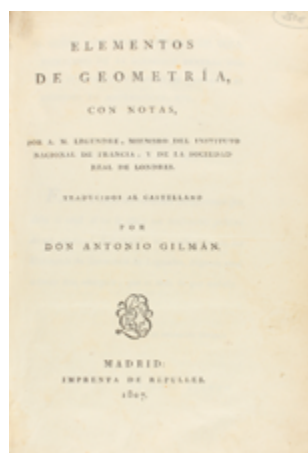 ELEMENTOS
DE GEOMETRÍA,
CON NOTAS,
POR A. M. LEGENDRE, MIEMBRO DEL INSTITUTO
NACIONAL DE FRANCIA, Y DE LA SOCIEDAD
REAL DE LONDRES.
TRADUCIDOS AL CASTELLANO
POR
DON ANTONIO GILMÁN.
MADRID:
IMPRENTA DE REPULLÉS.
1807.